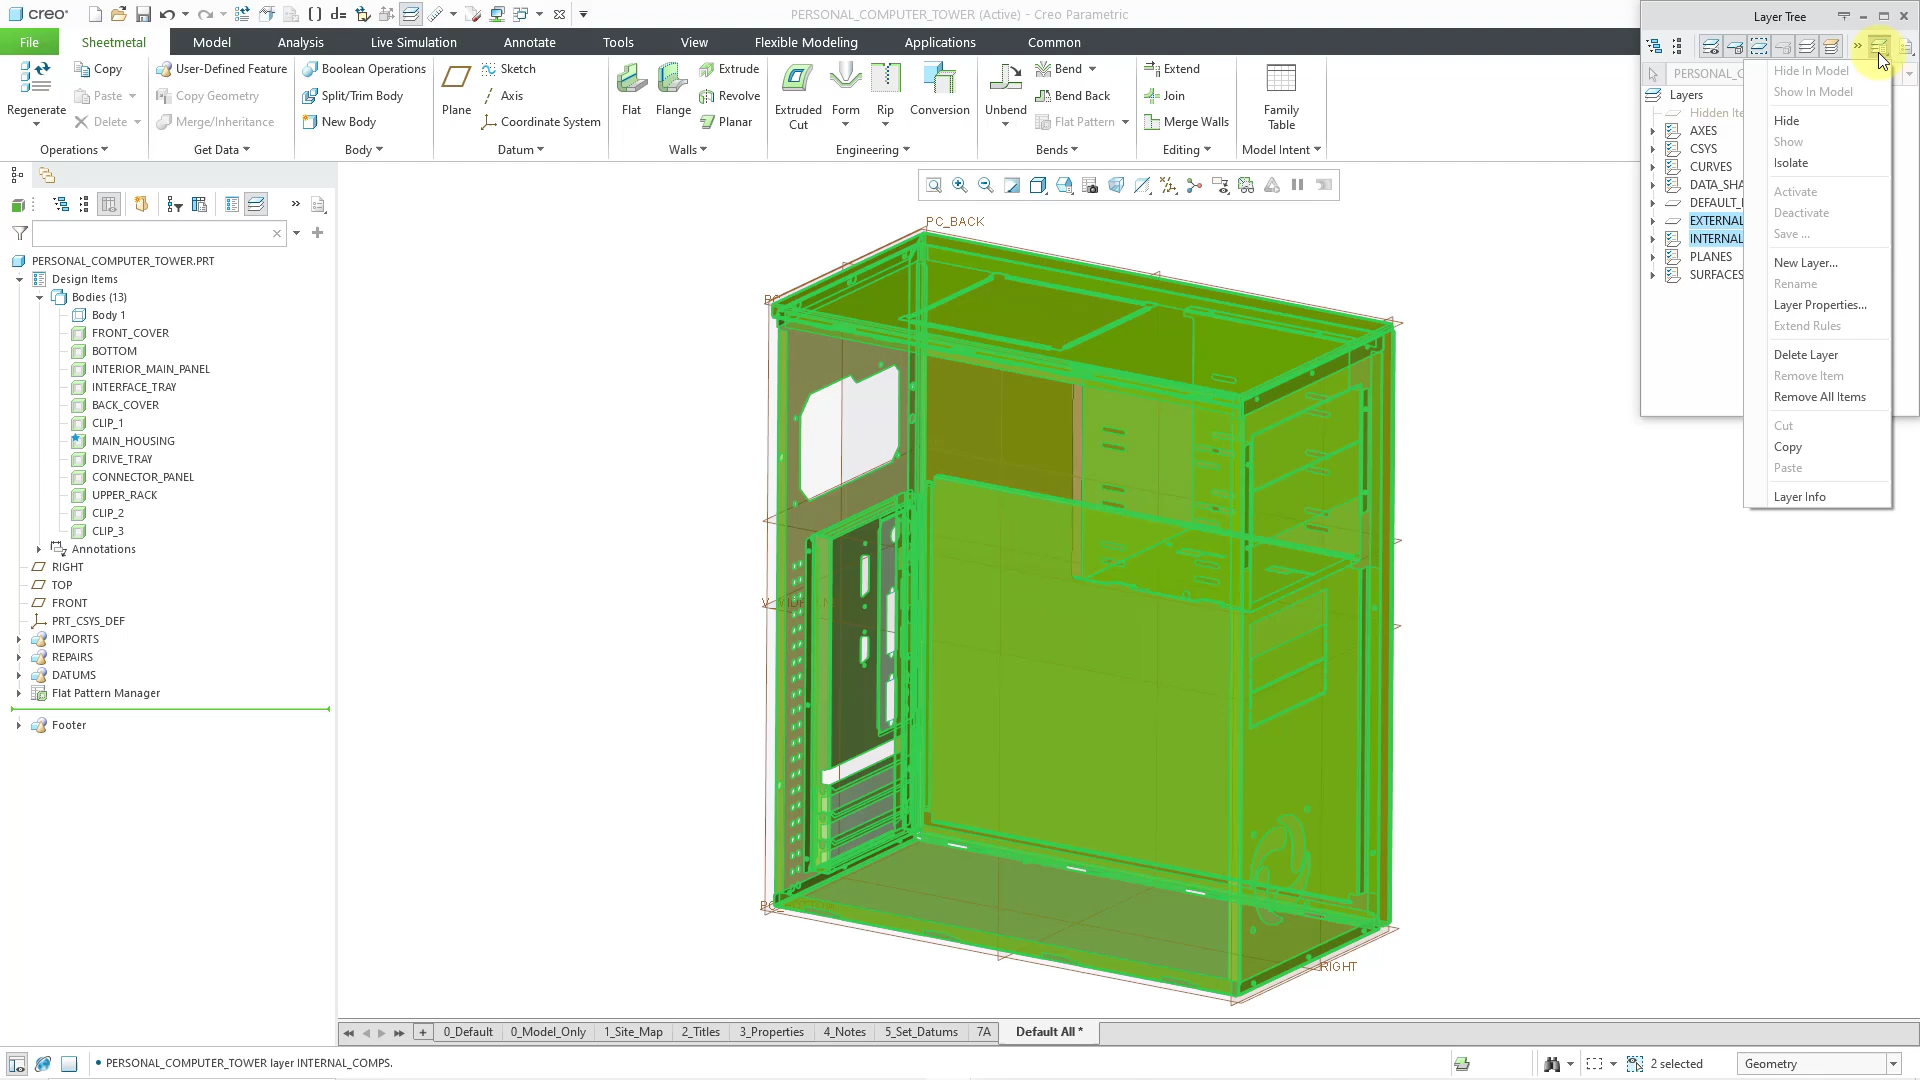 creo
PERSONAL_COMPUTER_TOWER (Active) - Creo Parametric
File
Sheetmetal
Model
Analysis
Live Simulation
Annotate
Tools
View
Flexible Modeling
Applications
Common
Regenerate
Copy
Paste
Delete
Operations
User-Defined Feature
Copy Geometry
Merge/Inheritance
Get Data
Boolean Operations
Split/Trim Body
New Body
Body
Plane
Sketch
Axis
Coordinate System
Datum
Flat
Flange
Extrude
Revolve
Planar
Walls
Extruded
Cut
Form
Rip
Conversion
Engineering
Unbend
Bend
Bend Back
Flat Pattern
Bends
Extend
Join
Merge Walls
Editing
Family
Table
Model Intent
PERSONAL_COMPUTER_TOWER.PRT
Design Items
Bodies (13)
Body 1
FRONT_COVER
BOTTOM
INTERIOR_MAIN_PANEL
INTERFACE_TRAY
BACK_COVER
CLIP_1
MAIN_HOUSING
DRIVE_TRAY
CONNECTOR_PANEL
UPPER_RACK
CLIP_2
CLIP_3
Annotations
RIGHT
TOP
FRONT
PRT_CSYS_DEF
IMPORTS
REPAIRS
DATUMS
Flat Pattern Manager
Footer
PC_BACK
RIGHT
Layer Tree
PERSONAL_C
Layers
Hidden Ite
AXES
CSYS
CURVES
DATA_SHA
DEFAULT_
EXTERNAL
INTERNAL
PLANES
SURFACES
Hide In Model
Show In Model
Hide
Show
Isolate
Activate
Deactivate
Save ...
New Layer...
Rename
Layer Properties...
Extend Rules
Delete Layer
Remove Item
Remove All Items
Cut
Copy
Paste
Layer Info
0_Default
0_Model_Only
1_Site_Map
2_Titles
3_Properties
4_Notes
5_Set_Datums
7A
Default All *
• PERSONAL_COMPUTER_TOWER layer INTERNAL_COMPS.
2 selected
Geometry